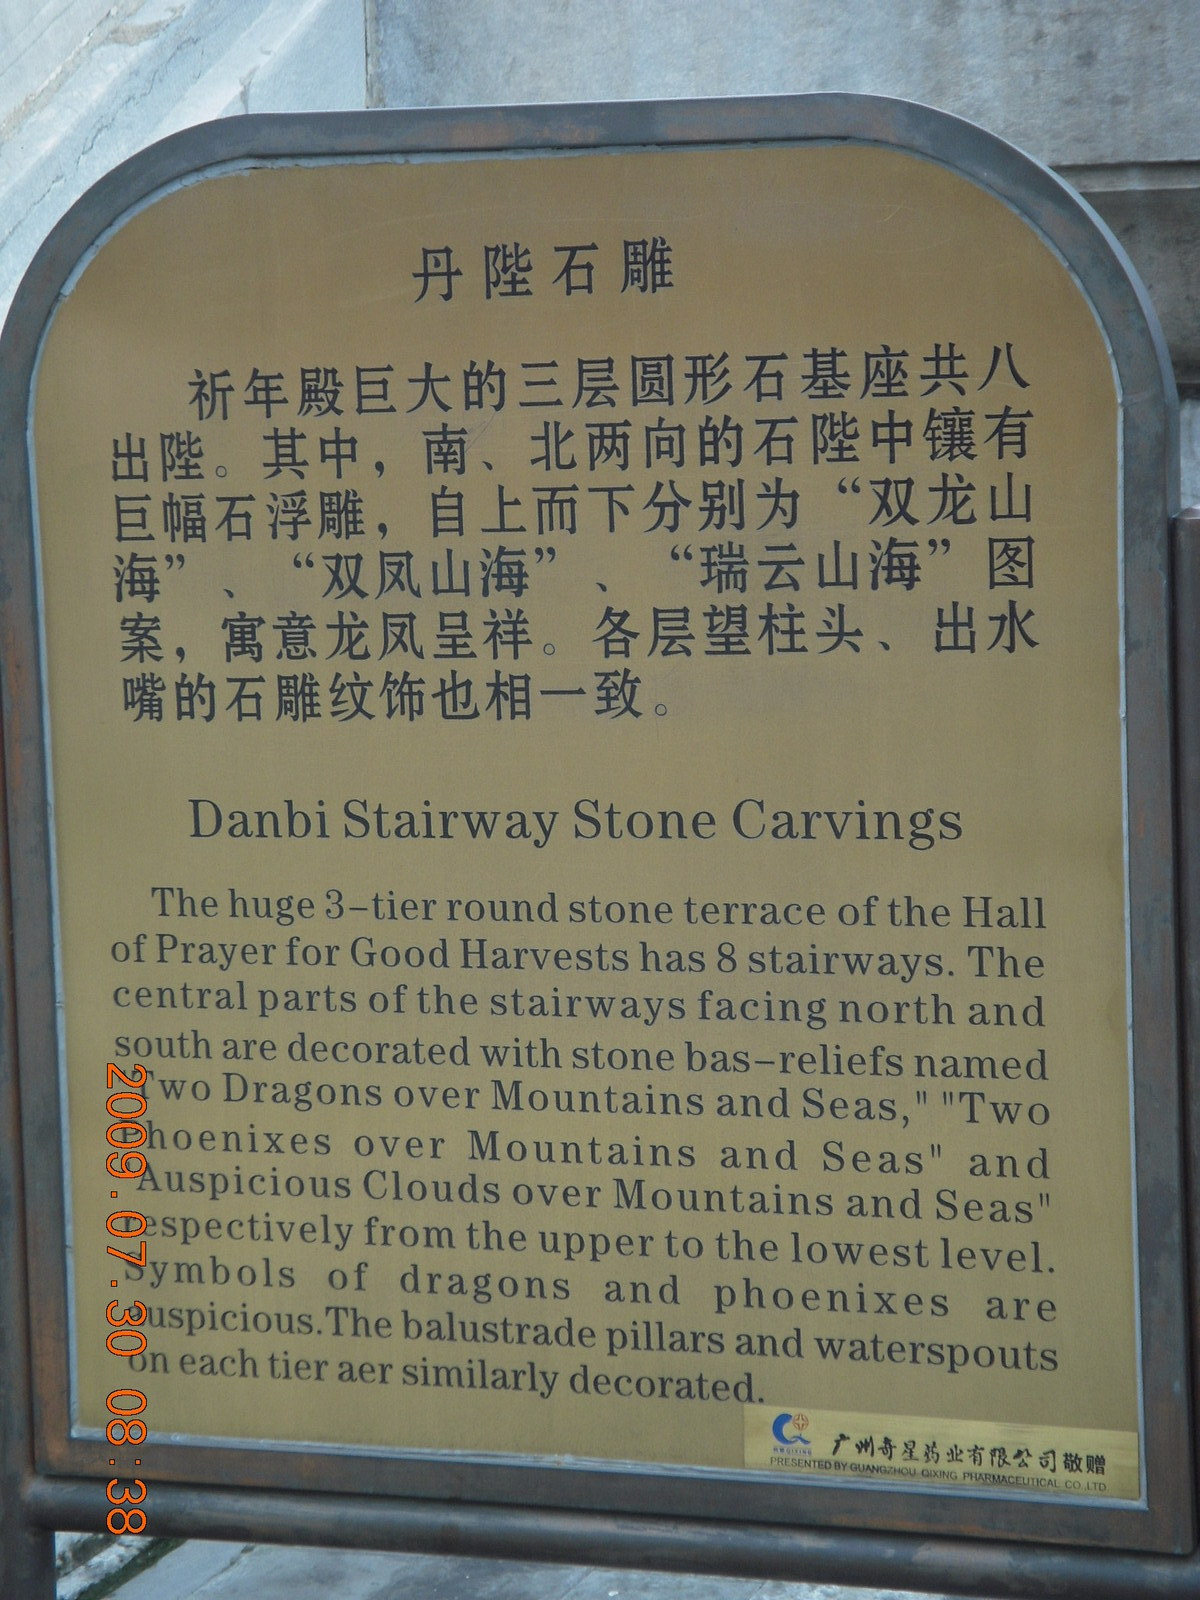 丹陛石雕
祈年殿巨大的三层圆形石基座共八
出陛。其中，南、北两向的石陛中镶有
巨幅石浮雕，自上而下分别为“双龙山
海”、“双凤山海”、“瑞云山海”图
案，寓意龙凤呈祥。各层望柱头、出水
嘴的石雕纹饰也相一致。
Danbi Stairway Stone Carvings
The huge 3-tier round stone terrace of the Hall
of Prayer for Good Harvests has 8 stairways. The
central parts of the stairways facing north and
south are decorated with stone bas-reliefs named
"Two Dragons over Mountains and Seas," "Two
Phoenixes over Mountains and Seas" and
"Auspicious Clouds over Mountains and Seas"
respectively from the upper to the lowest level.
Symbols of dragons and phoenixes are
auspicious.The balustrade pillars and waterspouts
on each tier aer similarly decorated.
广州奇星药业有限公司敬赠
PRESENTED BY GUANGZHOU QIXING PHARMACEUTICAL CO.,LTD
2009.07.30 08:38